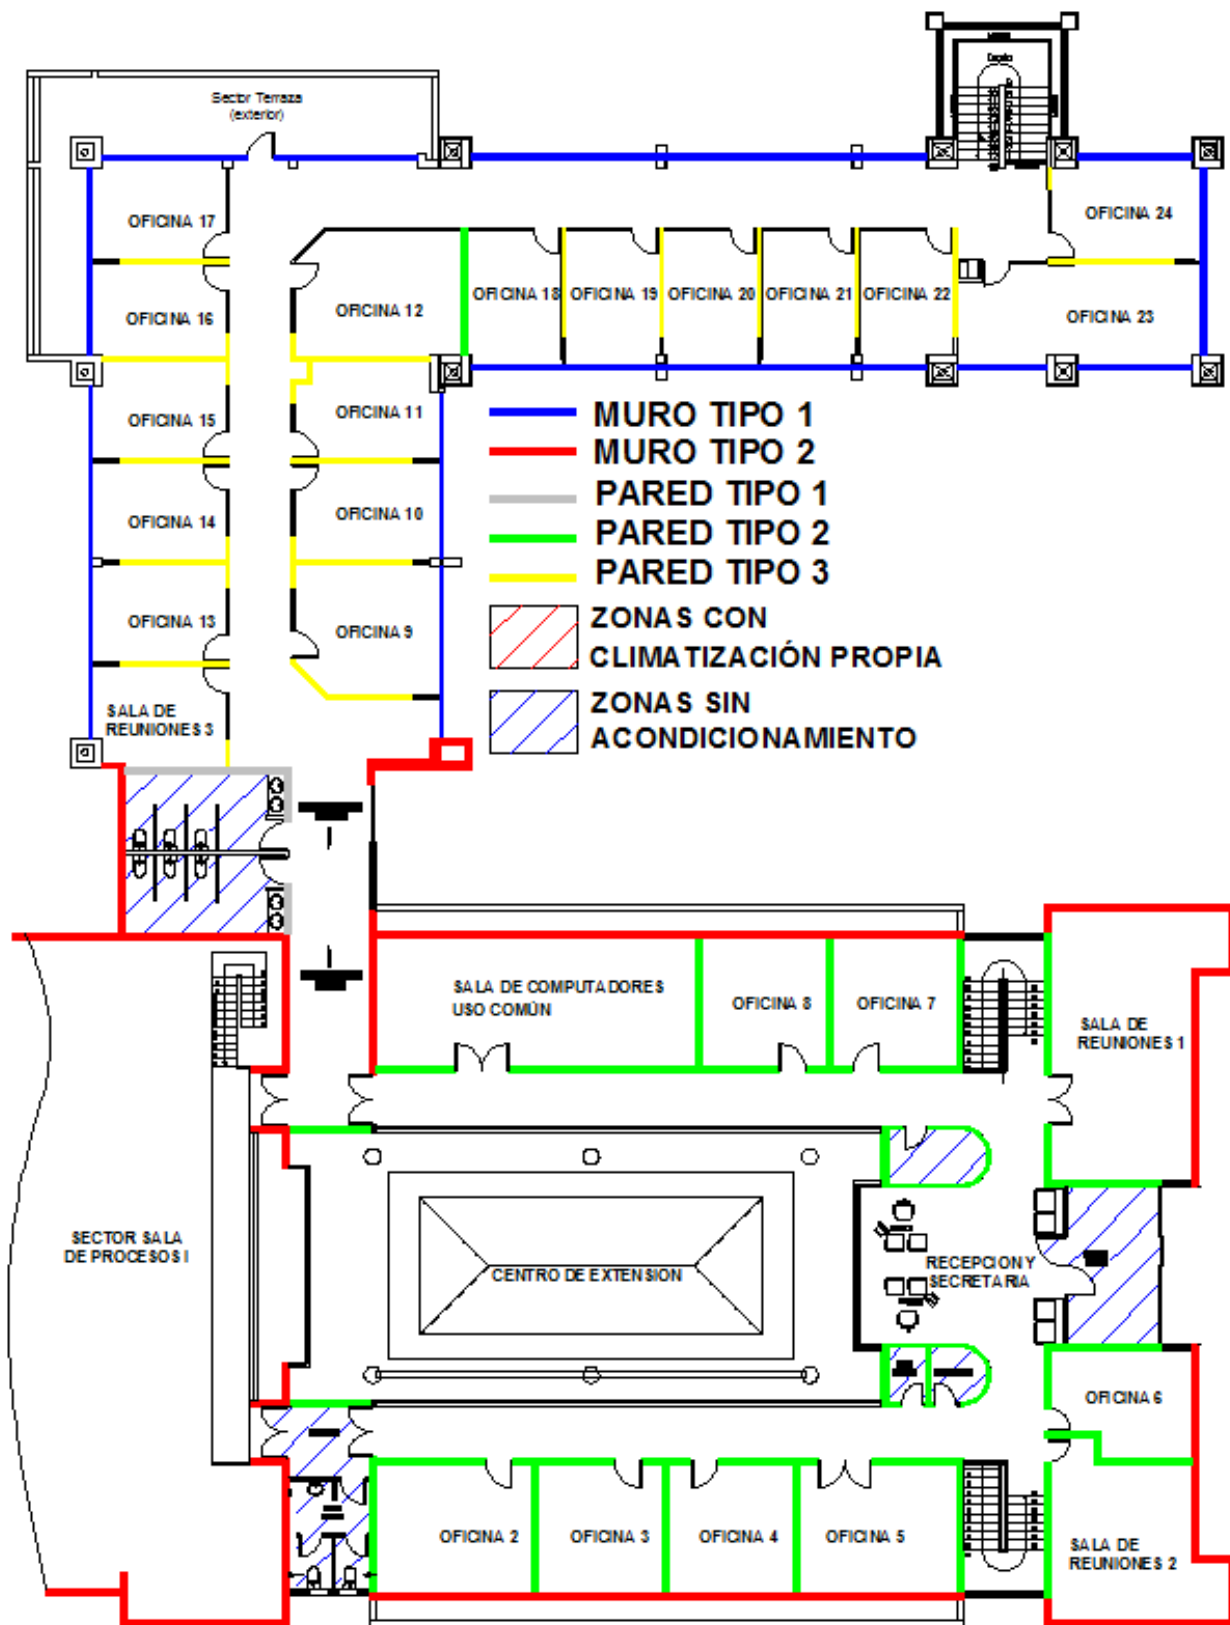 Sector Terraza
(exterior)
OFICINA 17
OFICINA 24
OFICINA 16
OFICINA 12
OFICINA 18
OFICINA 19
OFICINA 20
OFICINA 21
OFICINA 22
OFICINA 23
OFICINA 15
OFICINA 11
MURO TIPO 1
MURO TIPO 2
PARED TIPO 1
PARED TIPO 2
PARED TIPO 3
OFICINA 14
OFICINA 10
OFICINA 13
OFICINA 9
ZONAS CON
CLIMATIZACIÓN PROPIA
ZONAS SIN
ACONDICIONAMIENTO
SALA DE
REUNIONES 3
SALA DE COMPUTADORES
USO COMÚN
OFICINA 8
OFICINA 7
SALA DE
REUNIONES 1
SECTOR SALA
DE PROCESOS I
CENTRO DE EXTENSION
RECEPCION Y
SECRETARIA
OFICINA 6
OFICINA 2
OFICINA 3
OFICINA 4
OFICINA 5
SALA DE
REUNIONES 2